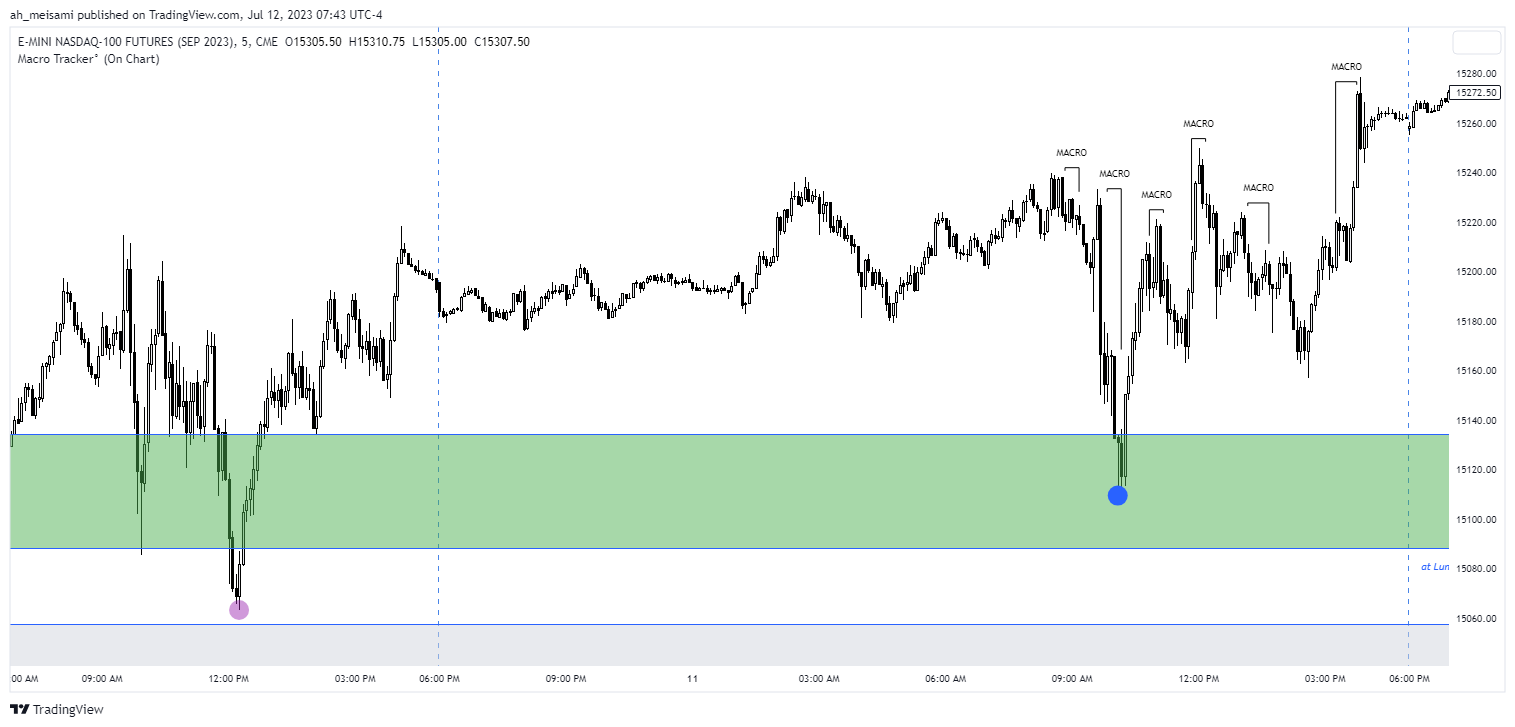 ah_meisami published on TradingView.com, Jul 12, 2023 07:43 UTC-4
E-MINI NASDAQ-100 FUTURES (SEP 2023), 5, CME O15305.50 H15310.75 L15305.00 C15307.50
Macro Tracker° (On Chart)
MACRO
MACRO
MACRO
MACRO
MACRO
MACRO
MACRO
15280.00
15272.50
15260.00
15240.00
15220.00
15200.00
15180.00
15160.00
15140.00
15120.00
15100.00
15080.00
15060.00
at Lun
00 AM 09:00 AM 12:00 PM 03:00 PM 06:00 PM 09:00 PM 11 03:00 AM 06:00 AM 09:00 AM 12:00 PM 03:00 PM 06:00 PM
TradingView